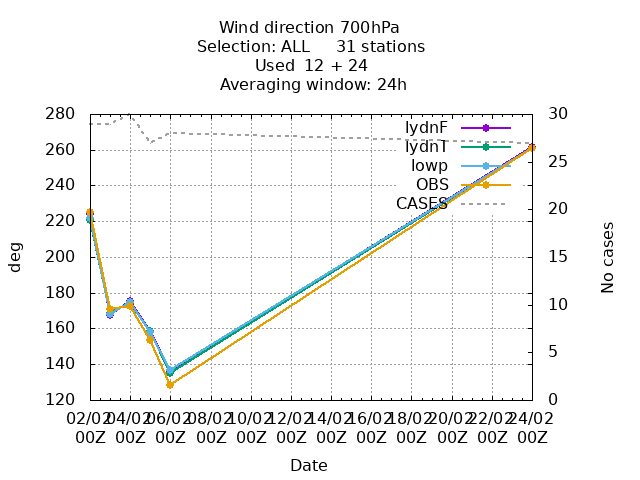 Wind direction 700hPa
Selection: ALL 31 stations
Used 12 + 24
Averaging window: 24h
280
260
240
220
200
180
160
140
120
30
25
20
15
10
5
0
lydnF
lydnT
lowp
OBS
CASES
deg
No cases
02/02 04/02 06/02 08/02 10/02 12/02 14/02 16/02 18/02 20/02 22/02 24/02
00Z 00Z 00Z 00Z 00Z 00Z 00Z 00Z 00Z 00Z 00Z 00Z
Date